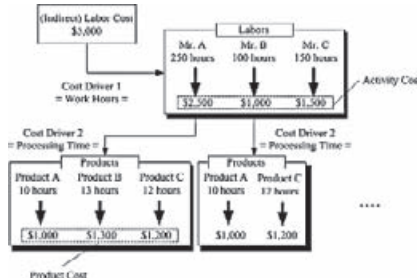 (Indirect) Labor Cost
$5,000
Labors
Mr. A Mr. B Mr. C
250 hours 100 hours 150 hours
Cost Driver 1
= Work Hours =
$2,500 $1,000 $1,500
Activity Cos
Cost Driver 2
= Processing Time =
Cost Driver 2
= Processing Time =
Products
Product A Product B Product C
10 hours 13 hours 12 hours
$1,000 $1,300 $1,200
Products
Product A Product C
10 hours 12 hours
$1,000 $1,200
....
Product Cost